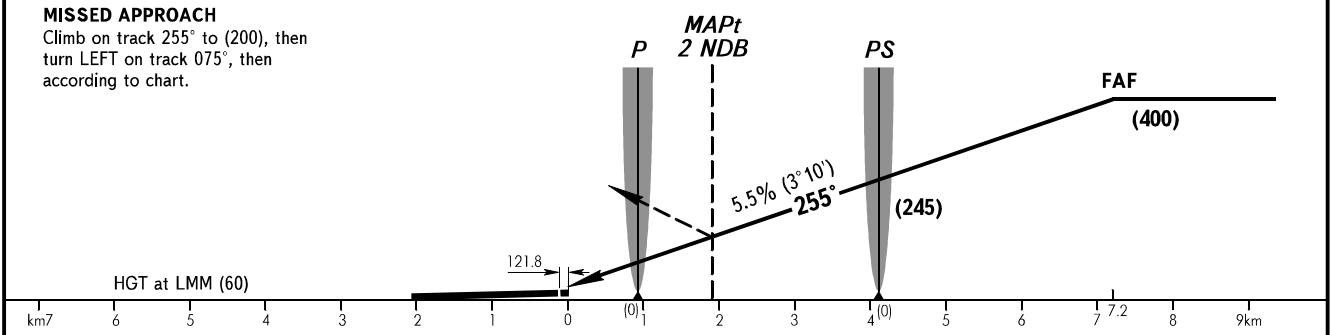 MISSED APPROACH
Climb on track 255° to (200), then
turn LEFT on track 075°, then
according to chart.
P
MAPt
2 NDB
PS
FAF
(400)
5.5% (3°10')
255°
(245)
121.8
HGT at LMM (60)
(0)
(0)
km7 6 5 4 3 2 1 0 1 2 3 4 5 6 7 7.2 8 9km